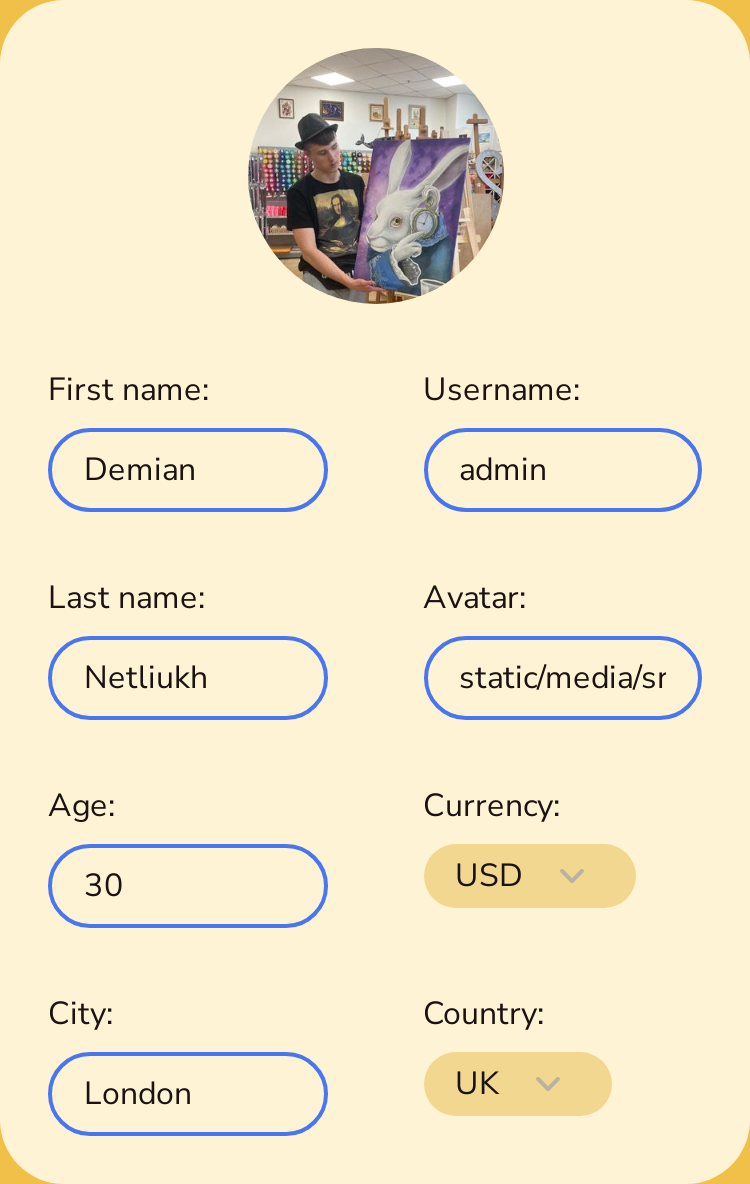 First name:
Username:
Demian
admin
Last name:
Avatar:
Netliukh
static/media/sr
Age:
Currency:
30
USD
City:
Country:
London
UK